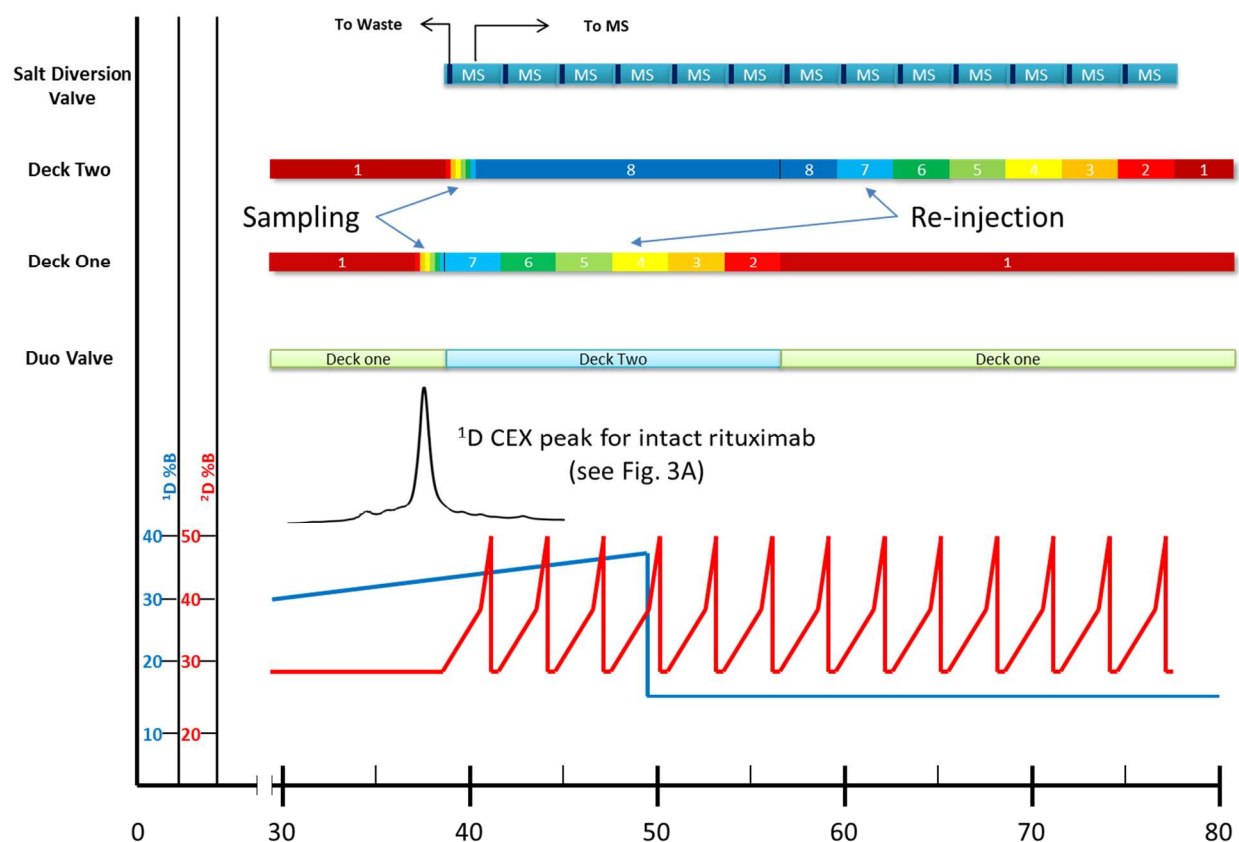 To Waste
To MS
Salt Diversion
Valve
MS MS MS MS MS MS MS MS MS MS MS MS MS
Deck Two
1 8 8 7 6 5 4 3 2 1
Sampling
Re-injection
Deck One
1 7 6 5 4 3 2 1
Duo Valve
Deck one Deck Two Deck one
¹D CEX peak for intact rituximab
(see Fig. 3A)
¹D %B
²D %B
40 50
30 40
20 30
10 20
0 30 40 50 60 70 80